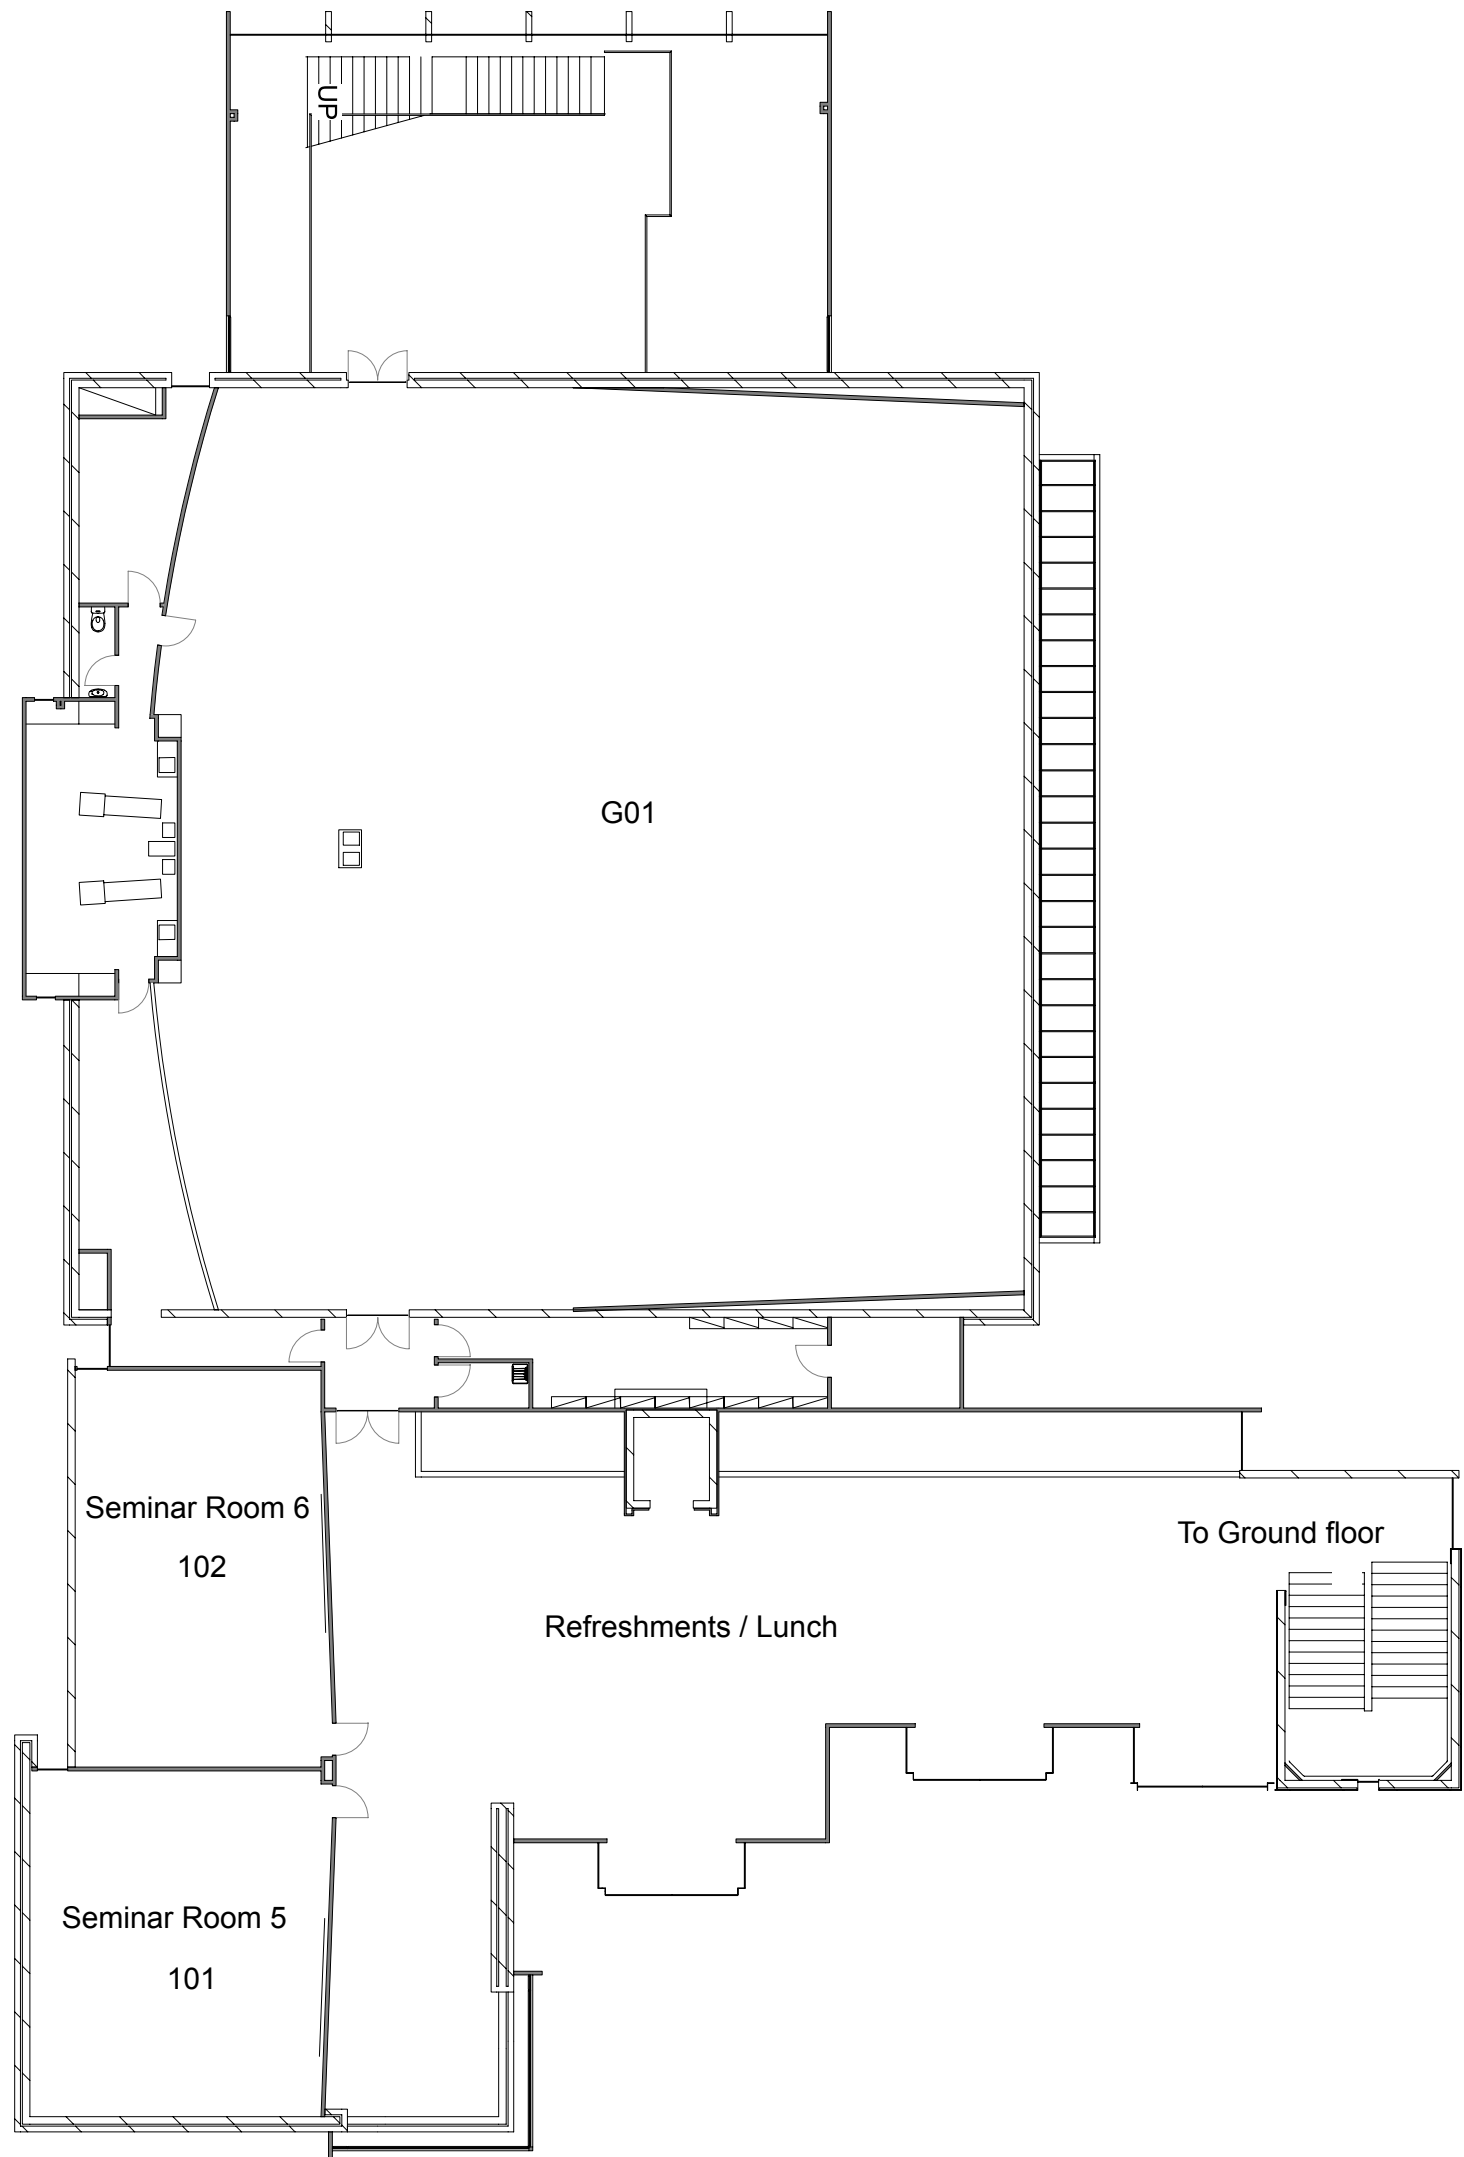 UP
G01
Seminar Room 6
102
To Ground floor
Refreshments / Lunch
Seminar Room 5
101